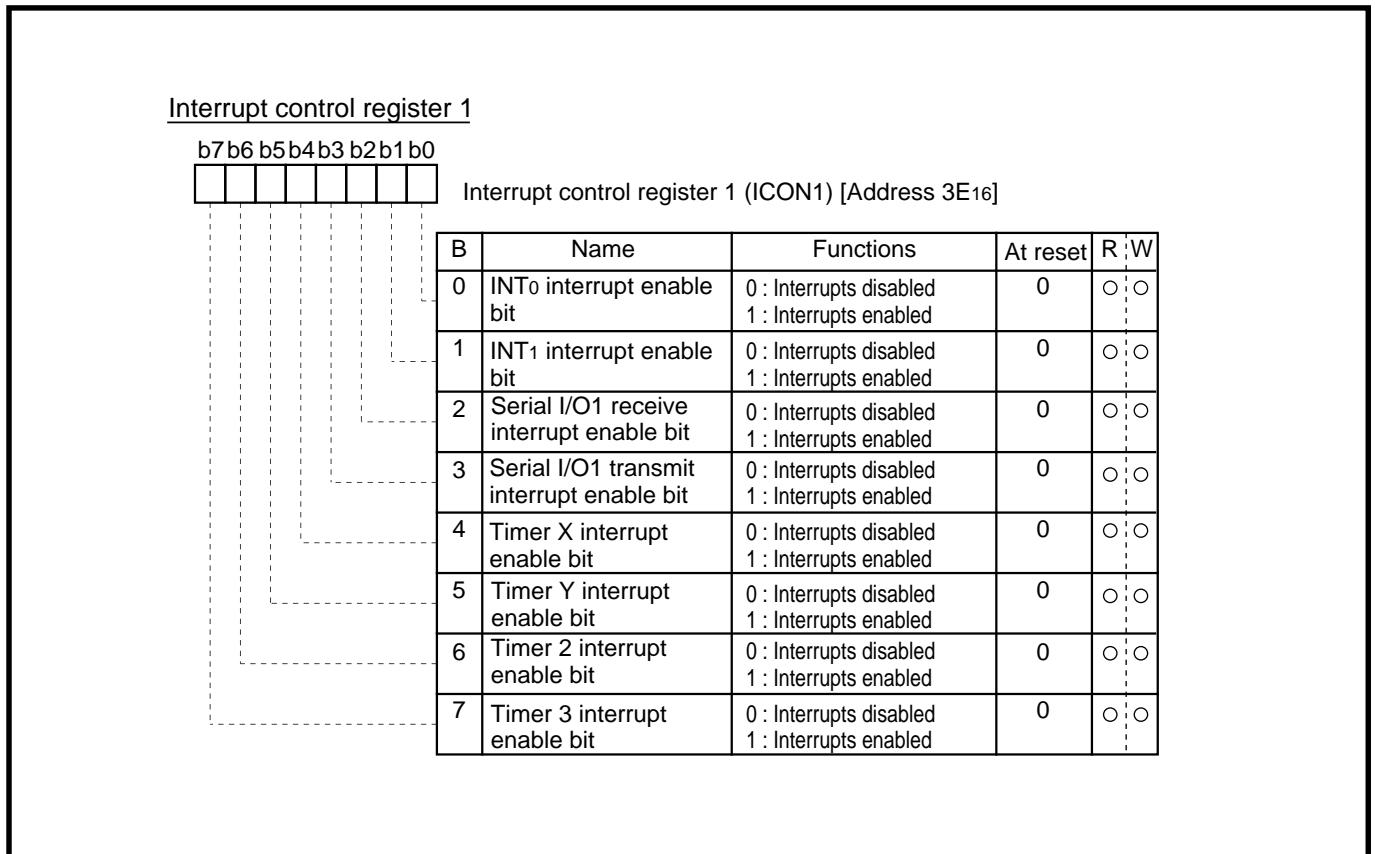 Interrupt control register 1
b7 b6 b5 b4 b3 b2 b1 b0
Interrupt control register 1 (ICON1) [Address 3E16]
B Name Functions At reset R W
0 INT0 interrupt enable bit 0 : Interrupts disabled 1 : Interrupts enabled 0 ○ ○
1 INT1 interrupt enable bit 0 : Interrupts disabled 1 : Interrupts enabled 0 ○ ○
2 Serial I/O1 receive interrupt enable bit 0 : Interrupts disabled 1 : Interrupts enabled 0 ○ ○
3 Serial I/O1 transmit interrupt enable bit 0 : Interrupts disabled 1 : Interrupts enabled 0 ○ ○
4 Timer X interrupt enable bit 0 : Interrupts disabled 1 : Interrupts enabled 0 ○ ○
5 Timer Y interrupt enable bit 0 : Interrupts disabled 1 : Interrupts enabled 0 ○ ○
6 Timer 2 interrupt enable bit 0 : Interrupts disabled 1 : Interrupts enabled 0 ○ ○
7 Timer 3 interrupt enable bit 0 : Interrupts disabled 1 : Interrupts enabled 0 ○ ○